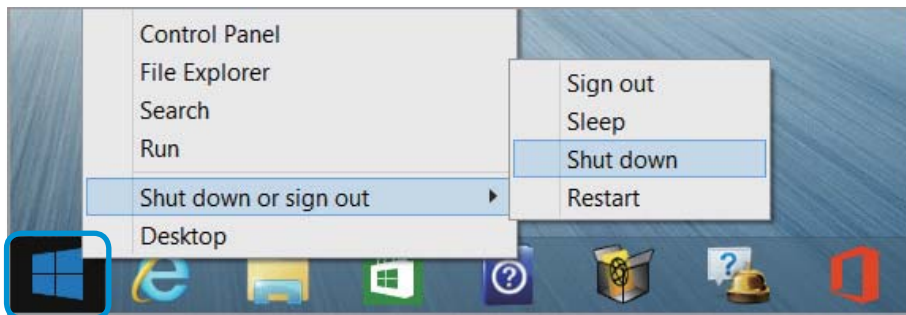 Control Panel
File Explorer
Search
Run
Shut down or sign out
Desktop
Sign out
Sleep
Shut down
Restart
?
?